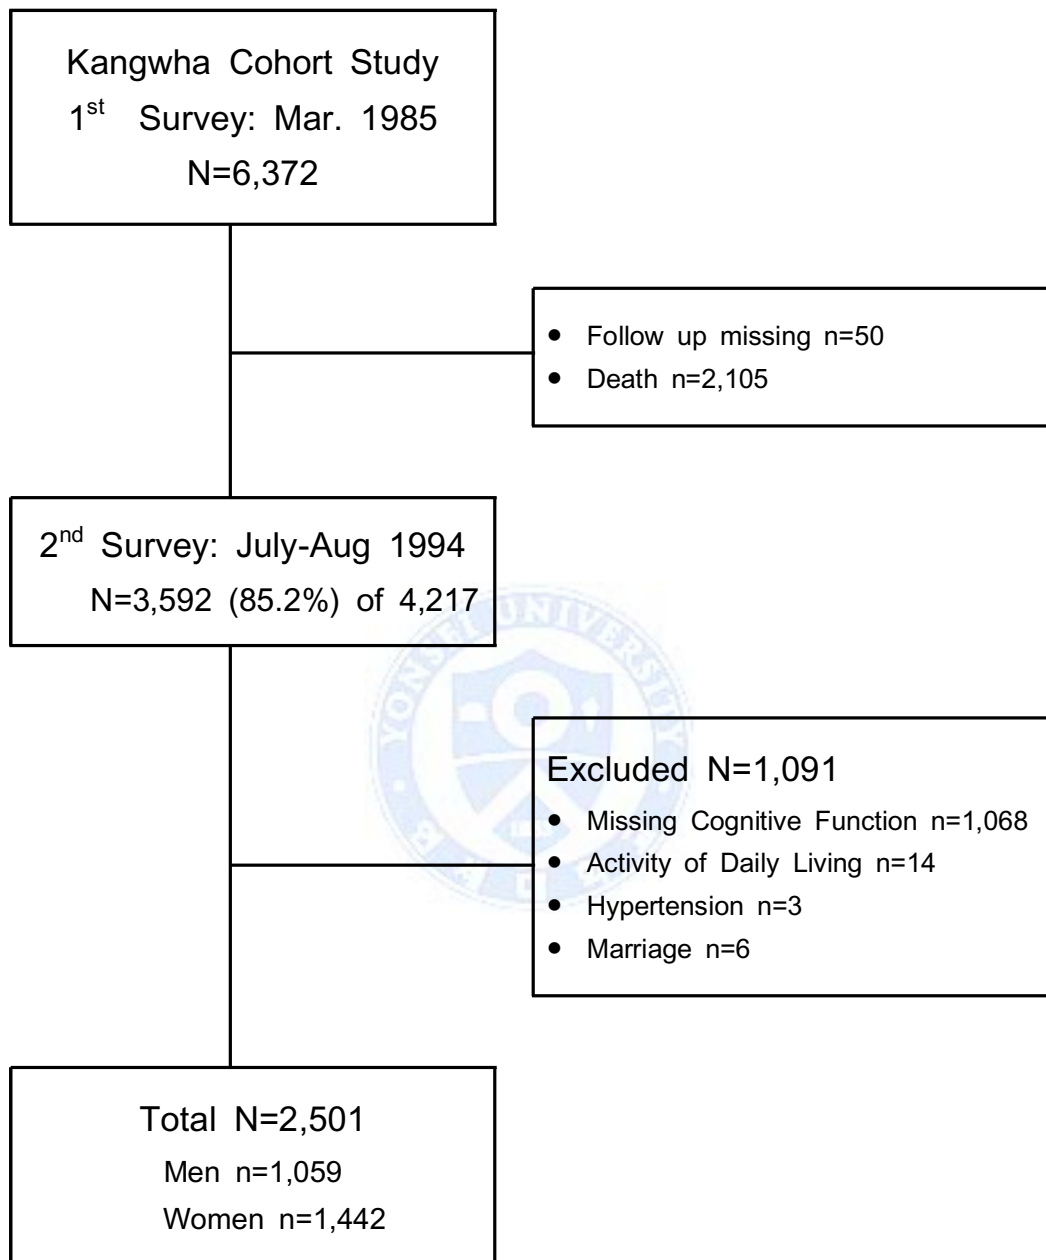 Kangwha Cohort Study
1st Survey: Mar. 1985
N=6,372
• Follow up missing n=50
• Death n=2,105
2nd Survey: July-Aug 1994
N=3,592 (85.2%) of 4,217
YONSEI UNIVERSITY
Excluded N=1,091
• Missing Cognitive Function n=1,068
• Activity of Daily Living n=14
• Hypertension n=3
• Marriage n=6
Total N=2,501
Men n=1,059
Women n=1,442